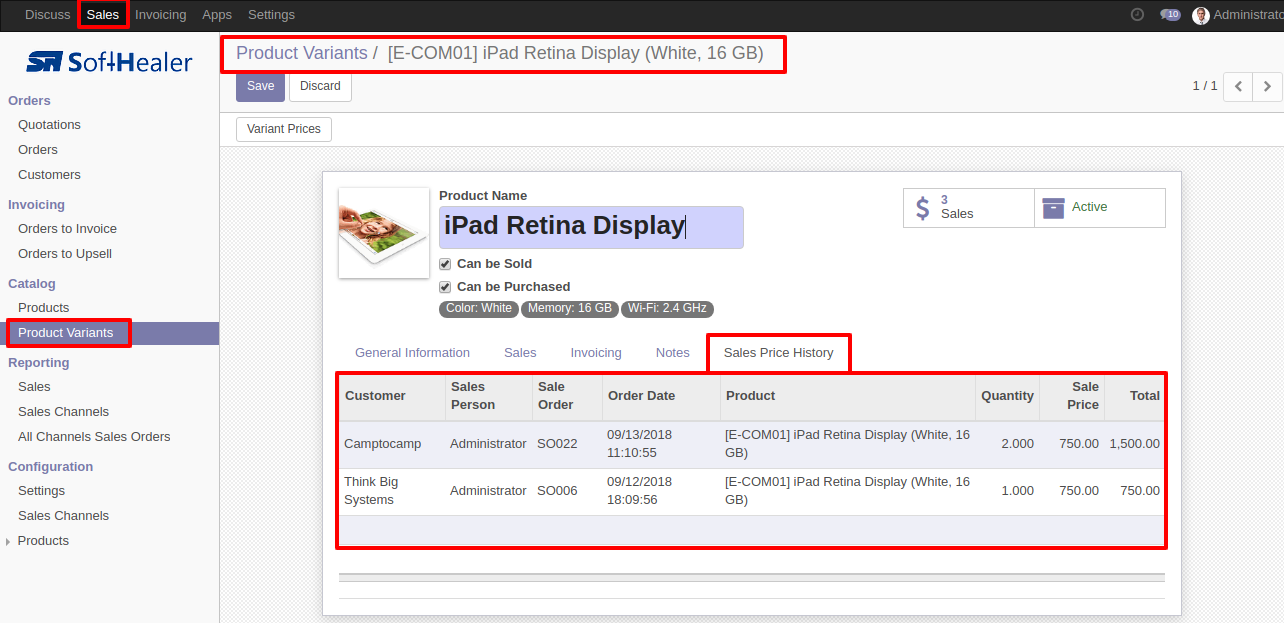 Discuss Sales Invoicing Apps Settings
10 Administrato
SoftHealer
Product Variants / [E-COM01] iPad Retina Display (White, 16 GB)
Save Discard
1 / 1
Variant Prices
Orders
Quotations
Orders
Customers
Invoicing
Orders to Invoice
Orders to Upsell
Catalog
Products
Product Variants
Reporting
Sales
Sales Channels
All Channels Sales Orders
Configuration
Settings
Sales Channels
Products
Product Name
iPad Retina Display
Can be Sold
Can be Purchased
Color: White Memory: 16 GB Wi-Fi: 2.4 GHz
$ 3
Sales
Active
General Information Sales Invoicing Notes Sales Price History
Customer Sales Person Sale Order Order Date Product Quantity Sale Price Total
Camptocamp Administrator SO022 09/13/2018 11:10:55 [E-COM01] iPad Retina Display (White, 16 GB) 2.000 750.00 1,500.00
Think Big Systems Administrator SO006 09/12/2018 18:09:56 [E-COM01] iPad Retina Display (White, 16 GB) 1.000 750.00 750.00